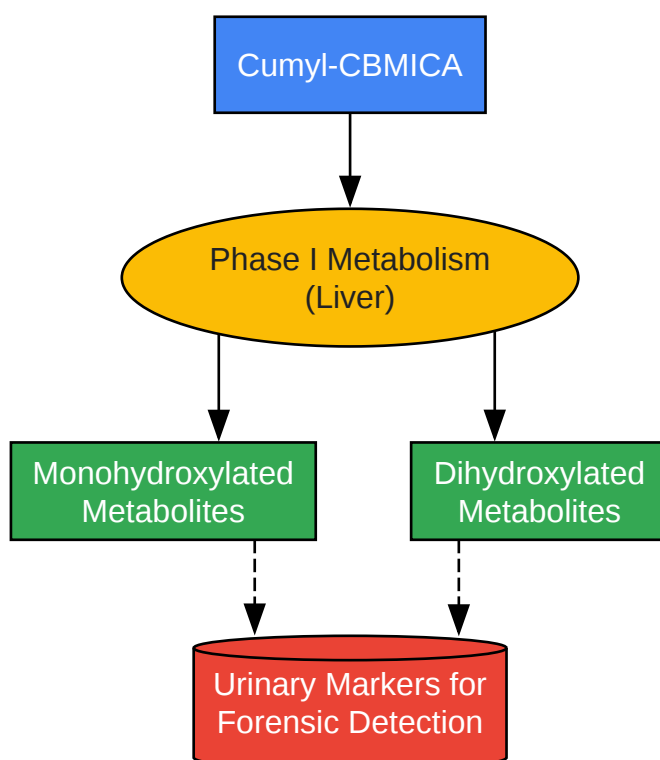 Cumyl-CBMICA
Phase I Metabolism
(Liver)
Monohydroxylated
Metabolites
Dihydroxylated
Metabolites
Urinary Markers for
Forensic Detection